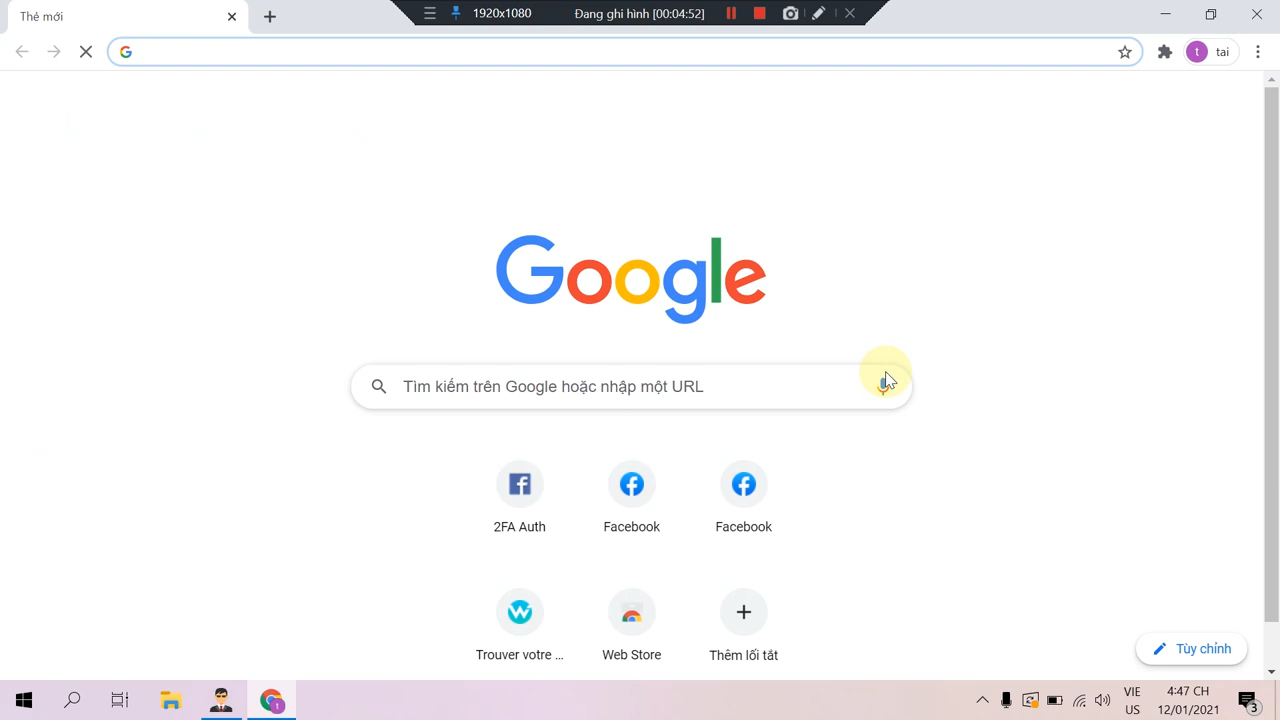 Thẻ mới
1920x1080
Đang ghi hình [00:04:52]
t
tai
Google
Tìm kiếm trên Google hoặc nhập một URL
2FA Auth
Facebook
Facebook
Trouver votre ...
Web Store
Thêm lối tắt
Tùy chỉnh
t
VIE
US
4:47 CH
12/01/2021
3